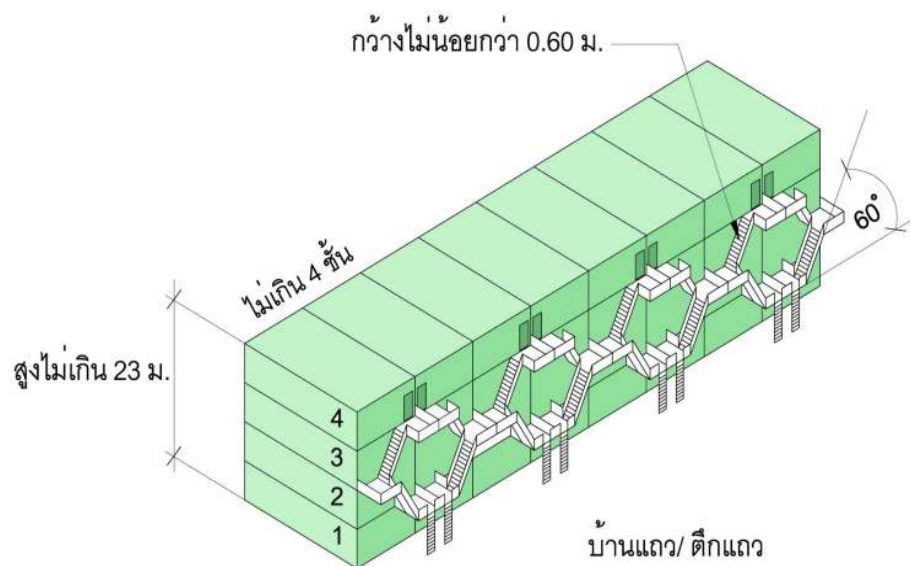 กว้างไม่น้อยกว่า 0.60 ม.
60°
ไม่เกิน 4 ชั้น
สูงไม่เกิน 23 ม.
4
3
2
1
บ้านแถว/ ตึกแถว